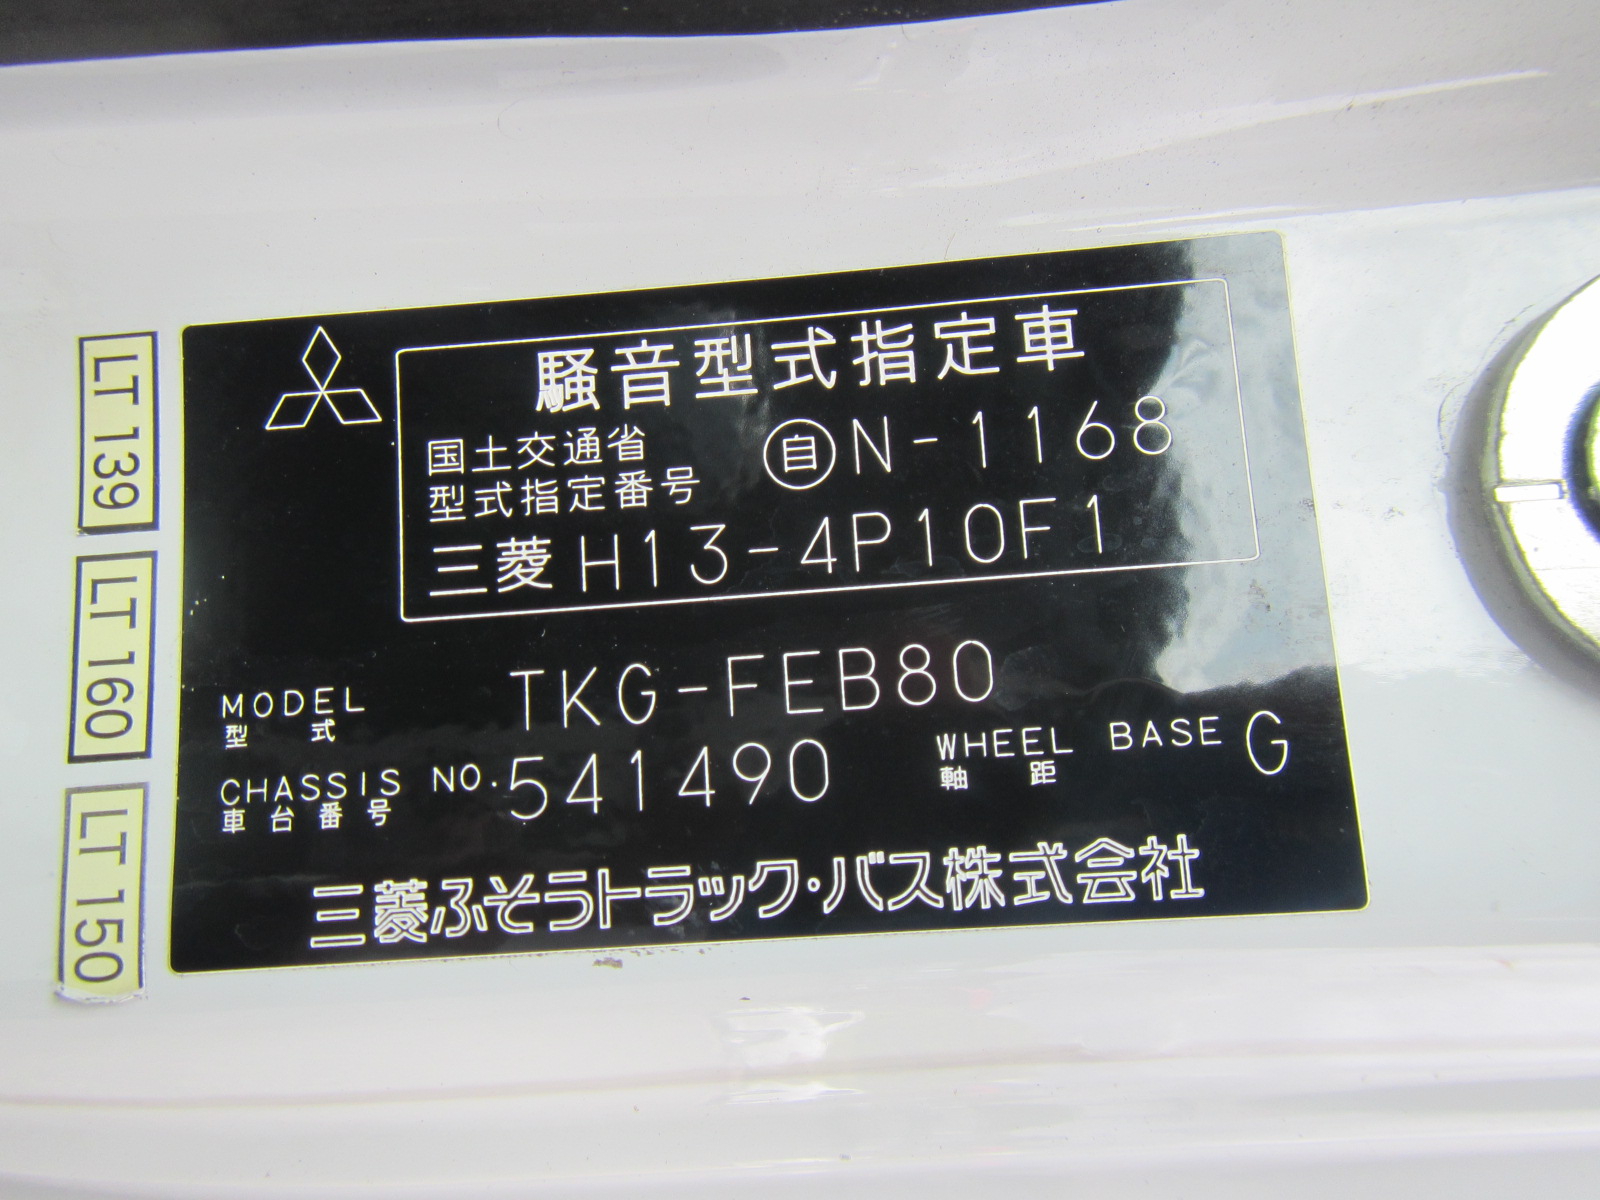 騒音型式指定車
国土交通省
型式指定番号
自 N-1168
三菱 H13-4P10F1
MODEL TKG-FEB80
型式
CHASSIS NO. 541490
車台番号
WHEEL BASE G
軸距
三菱ふそうトラック・バス株式会社
LT 139
LT 160
LT 150